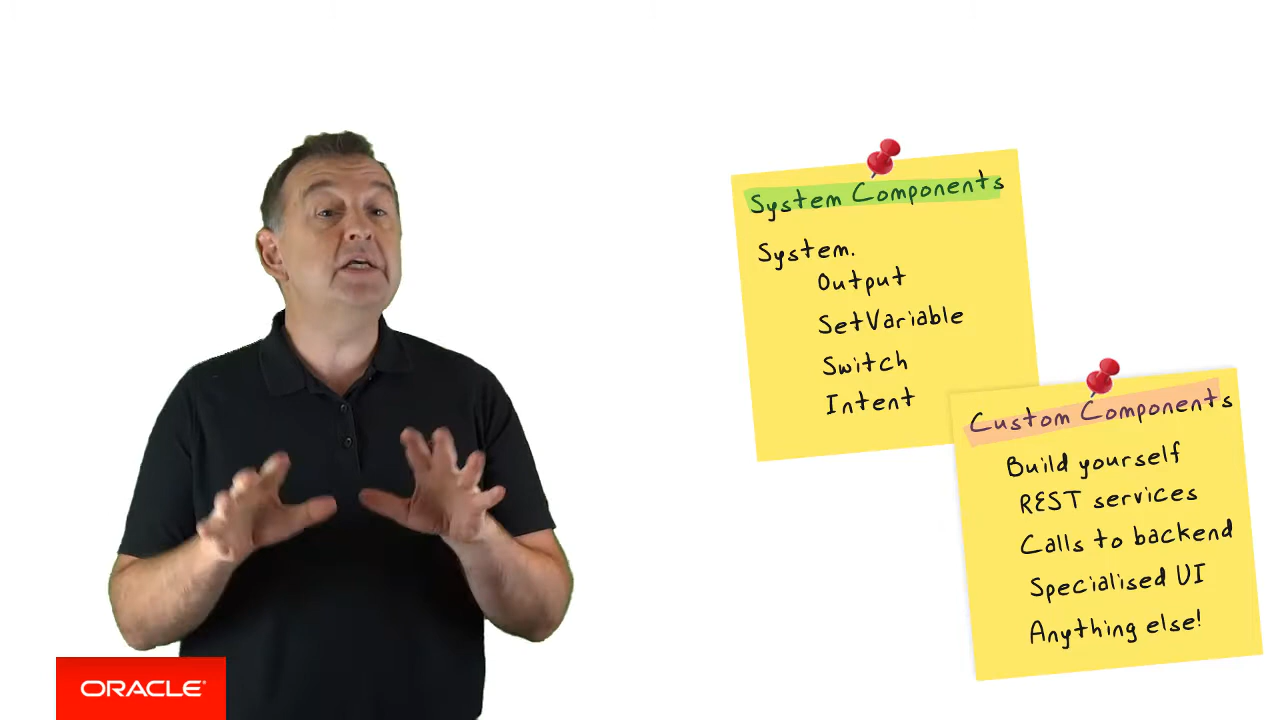 System Components
System.
Output
SetVariable
Switch
Intent
Custom Components
Build yourself
REST services
Calls to backend
Specialised UI
Anything else!
ORACLE